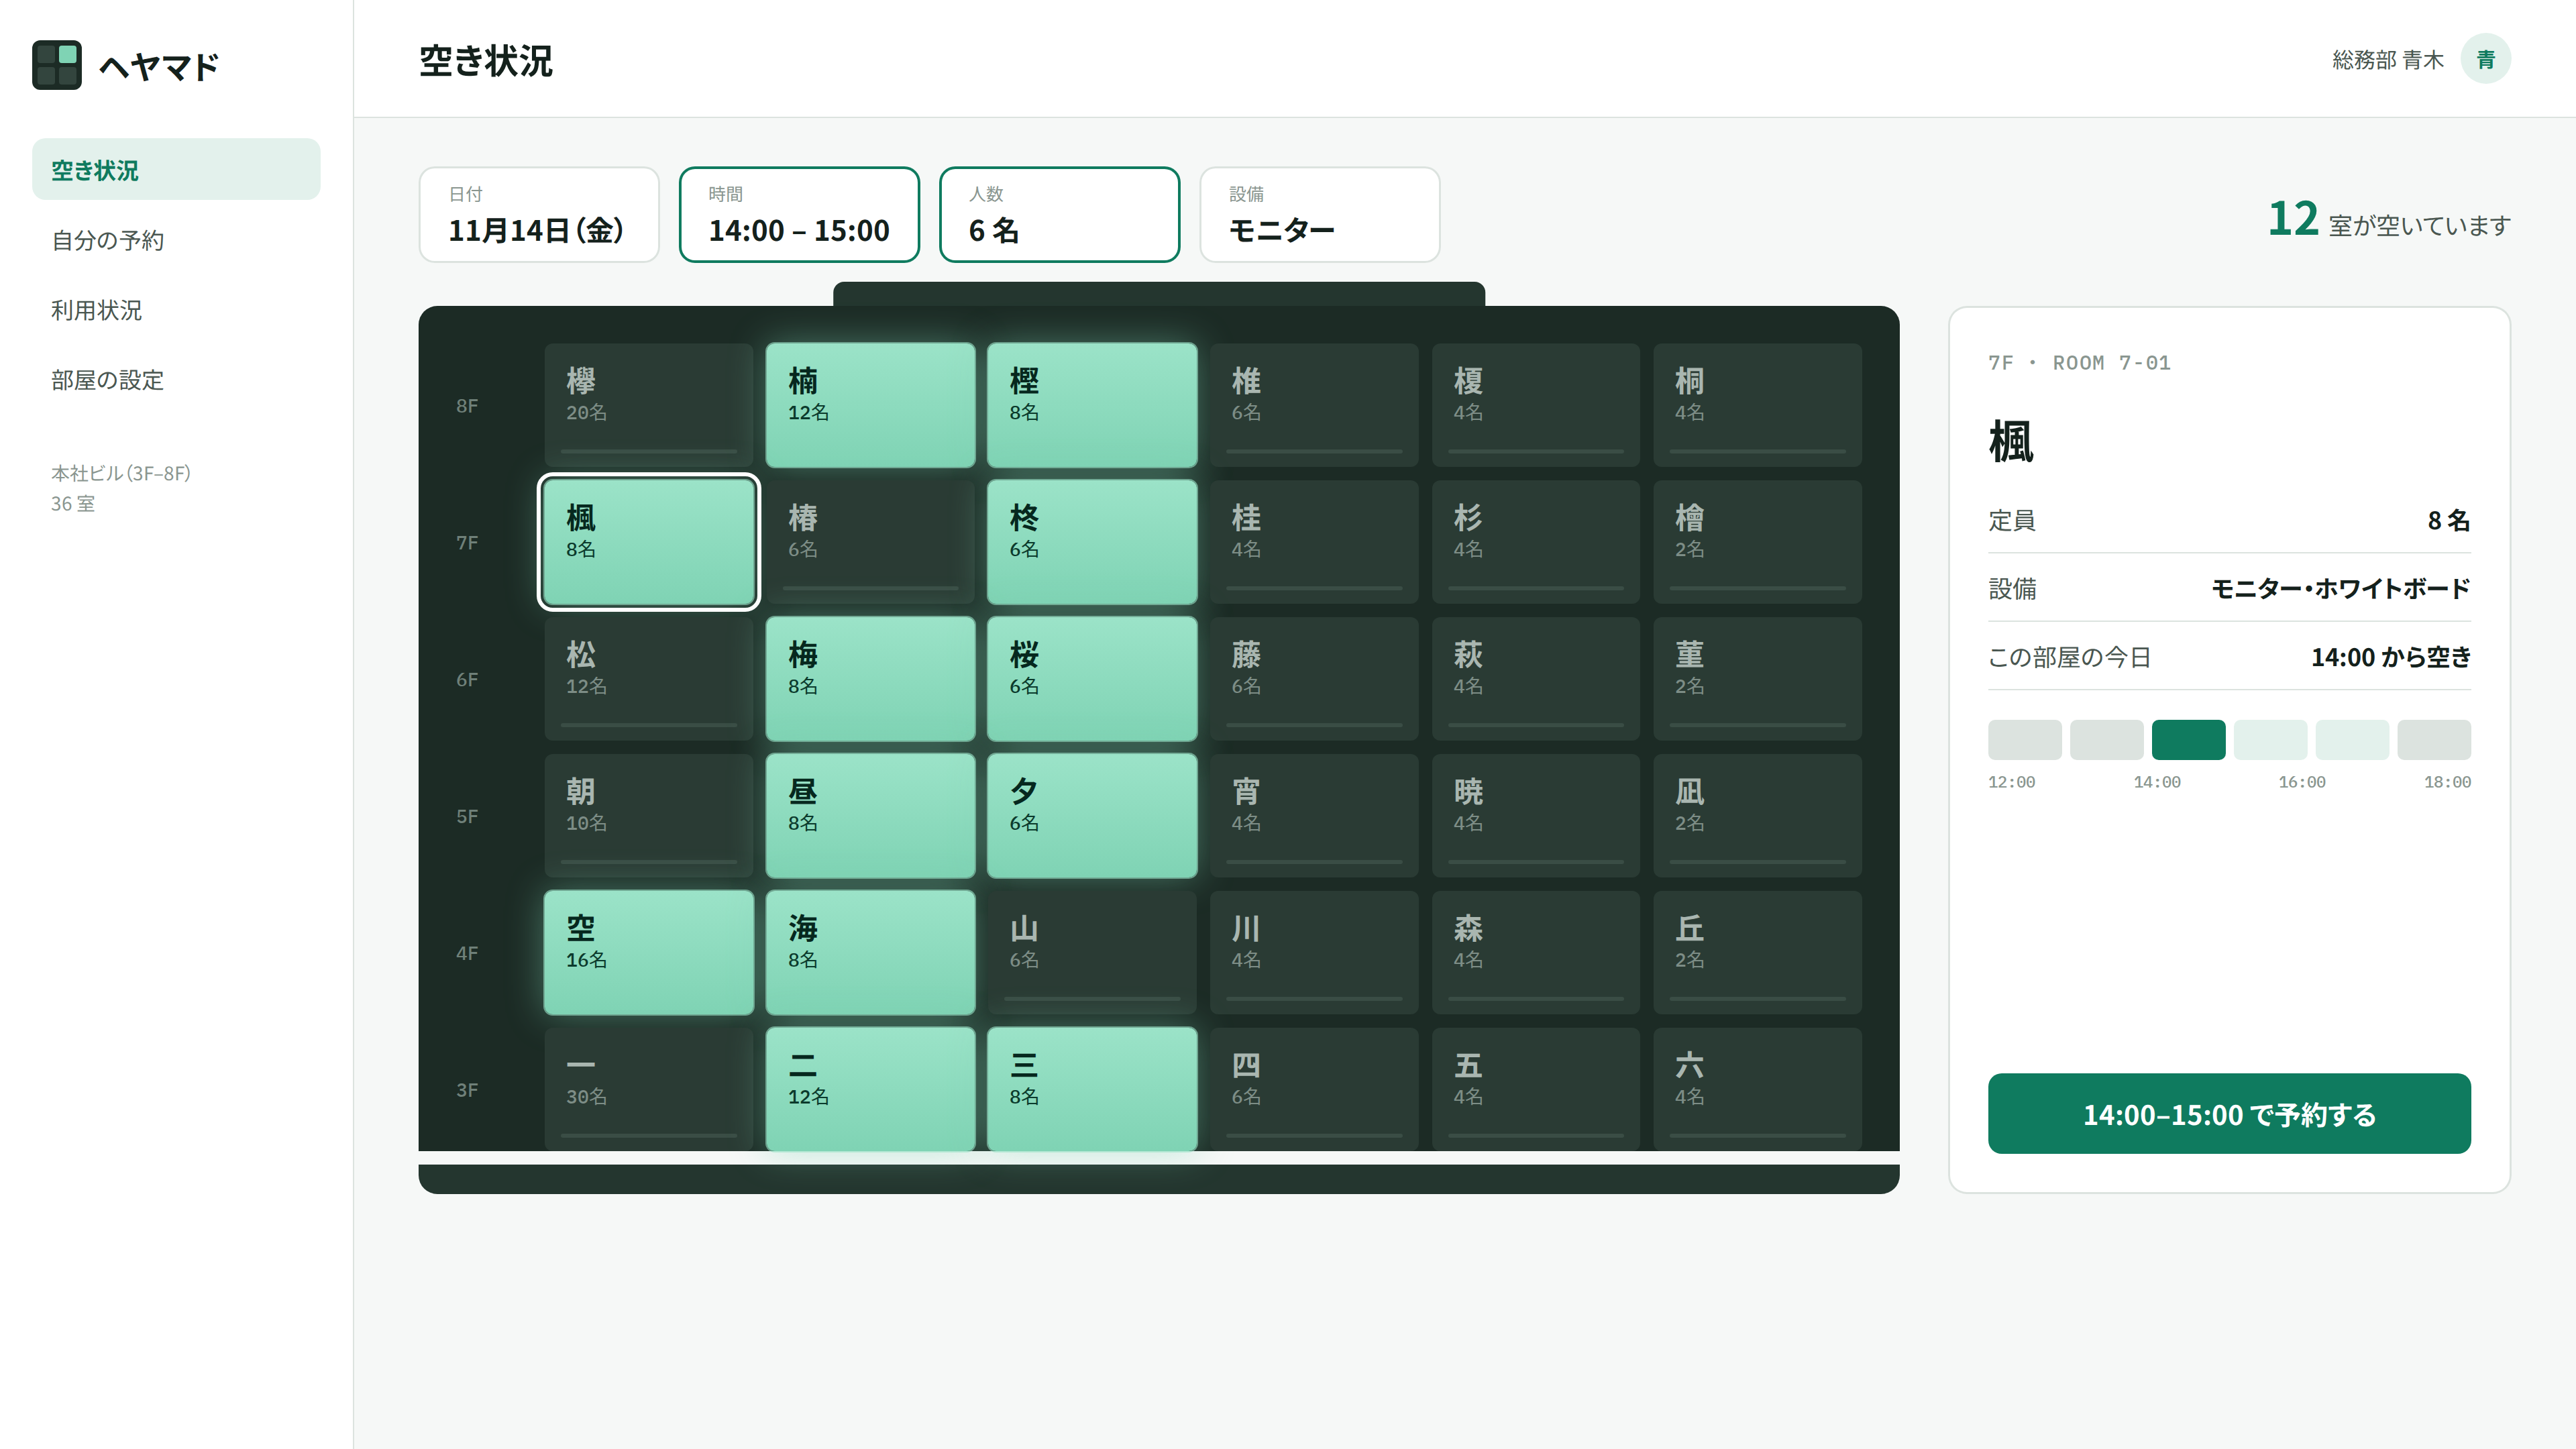 ヘヤマド
空き状況
自分の予約
利用状況
部屋の設定
本社ビル(3F–8F)
36 室
空き状況
総務部 青木
青
日付
11月14日(金)
時間
14:00 – 15:00
人数
6 名
設備
モニター
12 室が空いています
8F
欅
20名
楠
12名
樫
8名
椎
6名
榎
4名
桐
4名
7F
楓
8名
椿
6名
柊
6名
桂
4名
杉
4名
檜
2名
6F
松
12名
梅
8名
桜
6名
藤
6名
萩
4名
菫
2名
5F
朝
10名
昼
8名
夕
6名
宵
4名
暁
4名
凪
2名
4F
空
16名
海
8名
山
6名
川
4名
森
4名
丘
2名
3F
一
30名
二
12名
三
8名
四
6名
五
4名
六
4名
7F ・ ROOM 7-01
楓
定員 8 名
設備 モニター・ホワイトボード
この部屋の今日 14:00 から空き
12:00 14:00 16:00 18:00
14:00–15:00 で予約する